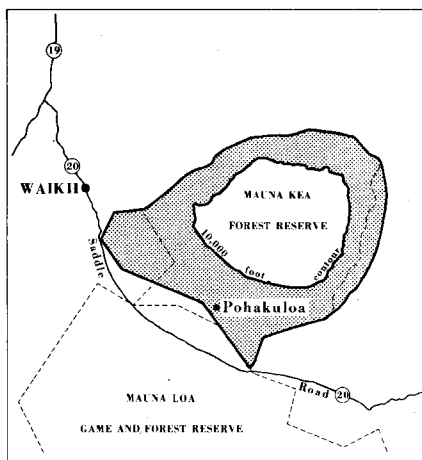 19
20
WAIKII
MAUNA KEA
FOREST RESERVE
10,000 foot contour
Saddle Road
Pohakuloa
20
MAUNA LOA
GAME AND FOREST RESERVE